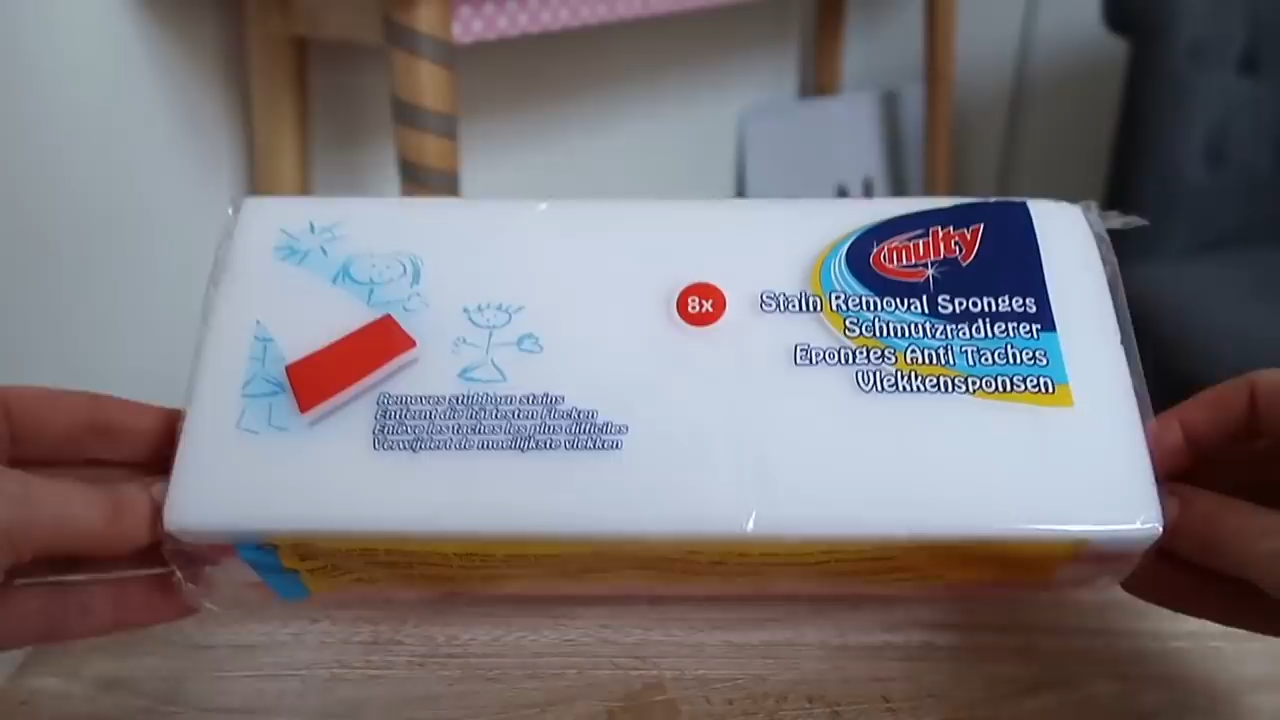 multy
8x
Stain Removal Sponges
Schmutzradierer
Eponges Anti Taches
Vlekkensponsen
Removes stubborn stains
Entfernt die härtesten Flecken
Enlève les taches les plus difficiles
Verwijdert de moeilijkste vlekken